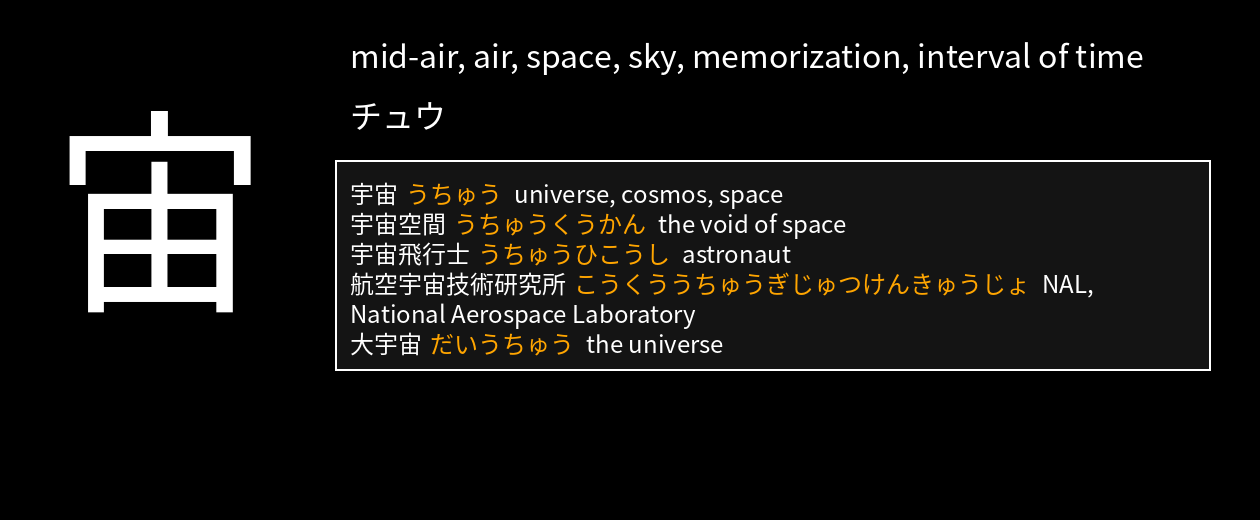 宙
mid-air, air, space, sky, memorization, interval of time
チュウ
宇宙 うちゅう universe, cosmos, space
宇宙空間 うちゅうくうかん the void of space
宇宙飛行士 うちゅうひこうし astronaut
航空宇宙技術研究所 こうくううちゅうぎじゅつけんきゅうじょ NAL,
National Aerospace Laboratory
大宇宙 だいうちゅう the universe